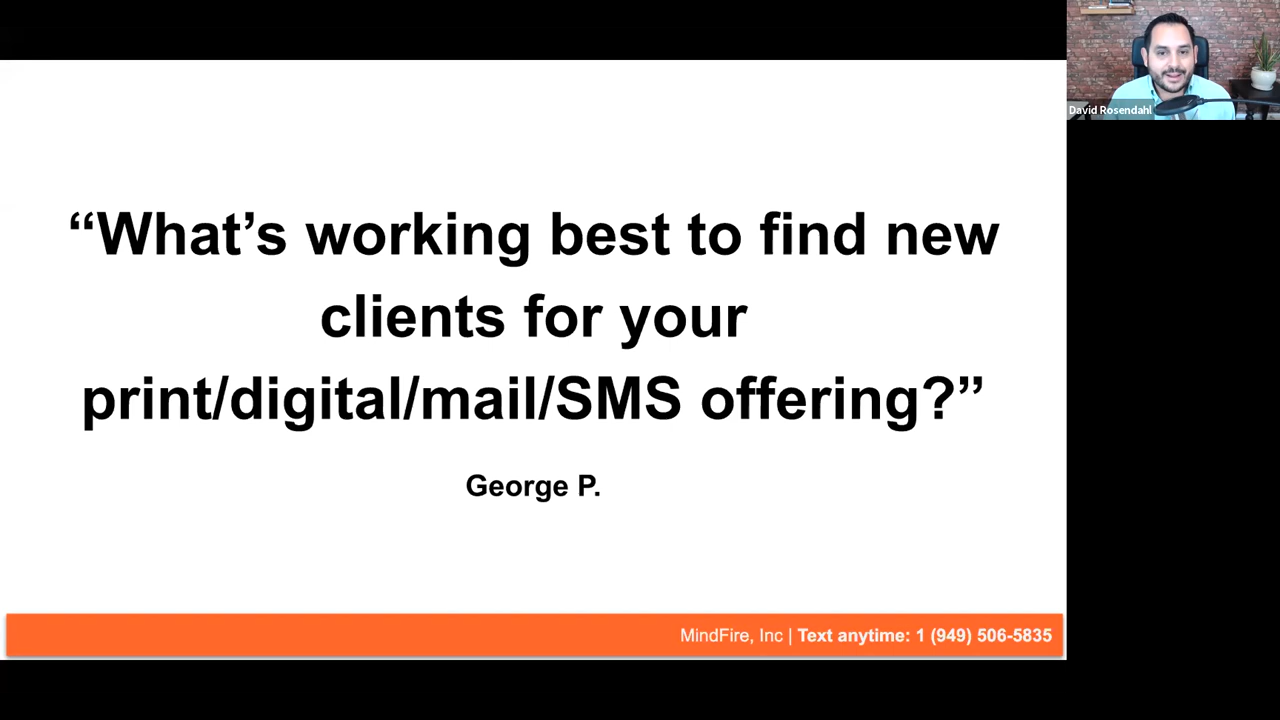 David Rosendahl
“What’s working best to find new
clients for your
print/digital/mail/SMS offering?”
George P.
MindFire, Inc | Text anytime: 1 (949) 506-5835